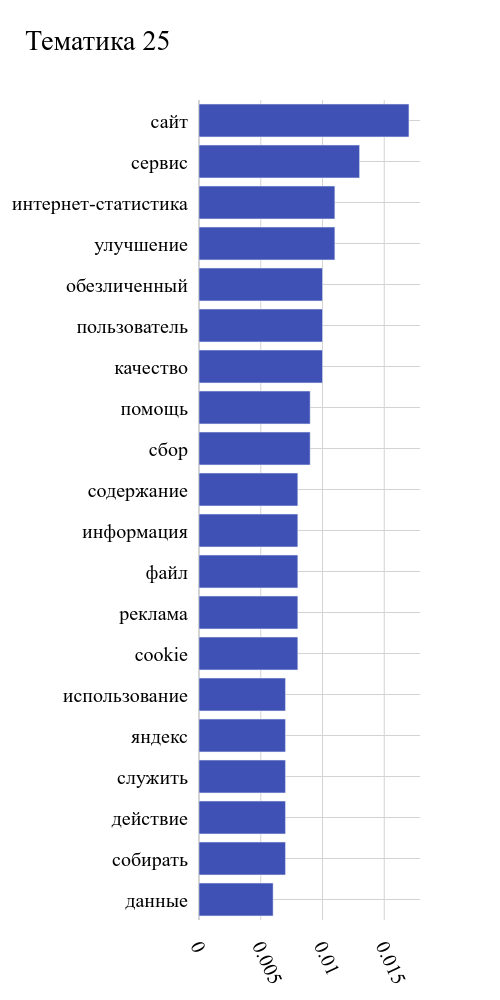 Тематика 25
сайт
сервис
интернет-статистика
улучшение
обезличенный
пользователь
качество
помощь
сбор
содержание
информация
файл
реклама
cookie
использование
яндекс
служить
действие
собирать
данные
0
0.005
0.01
0.015